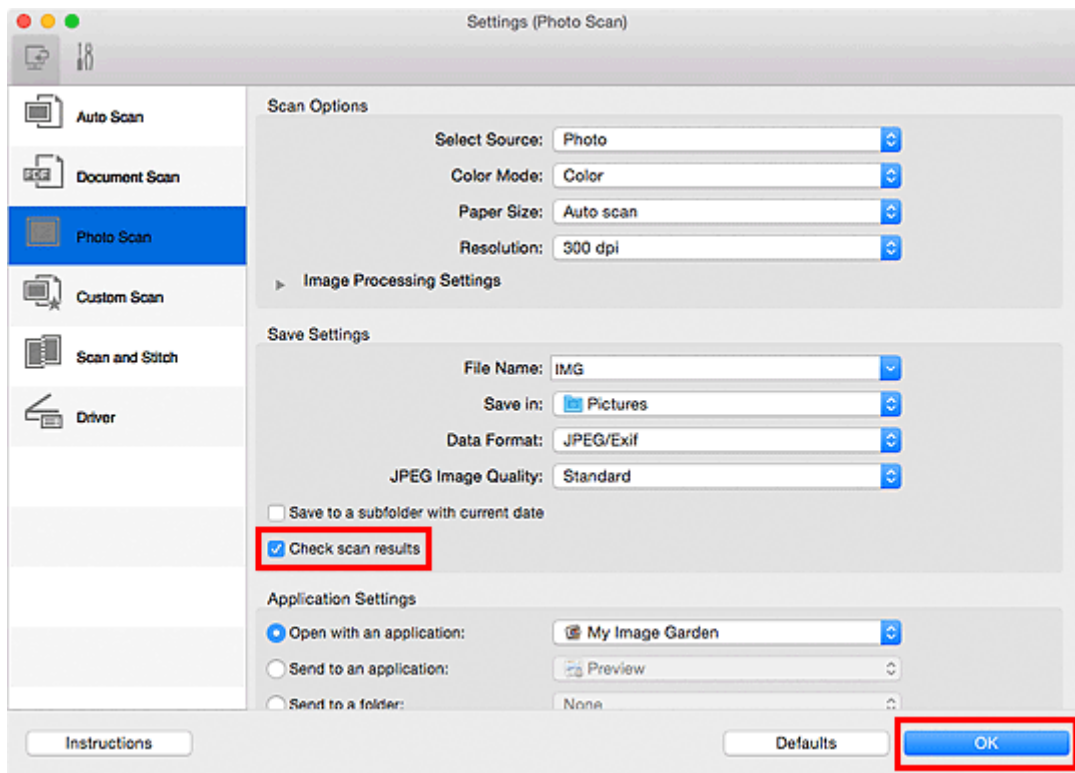 Settings (Photo Scan)
Auto Scan
Document Scan
Photo Scan
Custom Scan
Scan and Stitch
Driver
Scan Options
Select Source: Photo
Color Mode: Color
Paper Size: Auto scan
Resolution: 300 dpi
Image Processing Settings
Save Settings
File Name: IMG
Save in: Pictures
Data Format: JPEG/Exif
JPEG Image Quality: Standard
Save to a subfolder with current date
Check scan results
Application Settings
Open with an application: My Image Garden
Send to an application: Preview
Send to a folder: None
Instructions Defaults OK